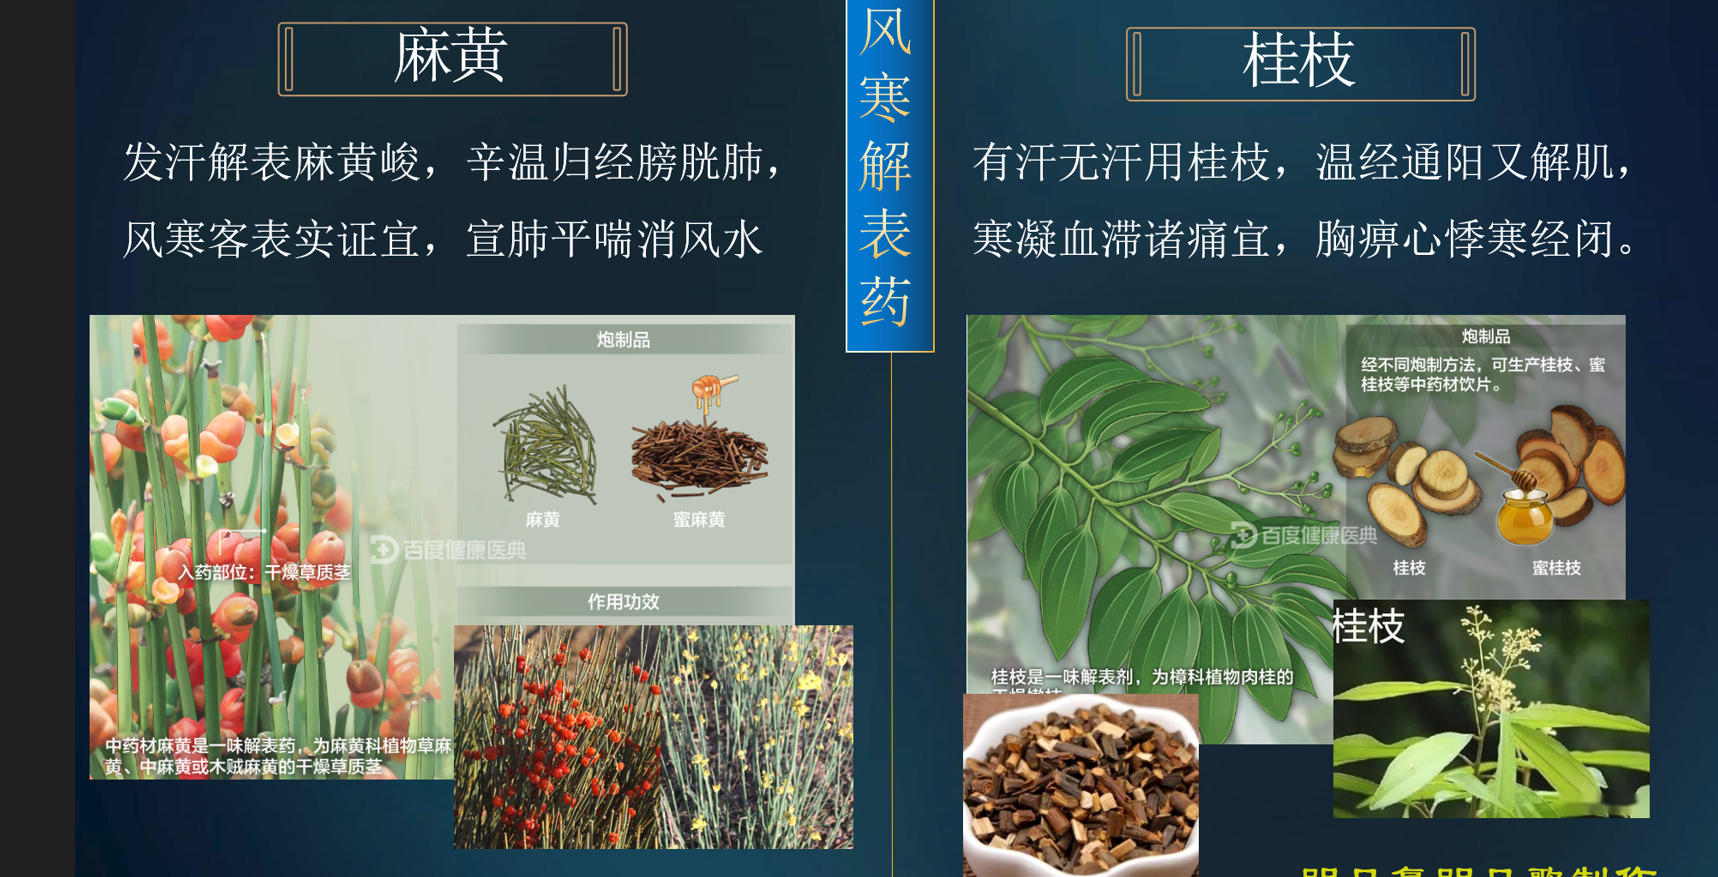 麻黄
发汗解表麻黄峻，辛温归经膀胱肺，
风寒客表实证宜，宣肺平喘消风水
炮制品
麻黄
蜜麻黄
入药部位：干燥草质茎
百度健康医典
作用功效
中药材麻黄是一味解表药，为麻黄科植物草麻
黄、中麻黄或木贼麻黄的干燥草质茎
风寒解表药
桂枝
有汗无汗用桂枝，温经通阳又解肌，
寒凝血滞诸痛宜，胸痹心悸寒经闭。
炮制品
经不同炮制方法，可生产桂枝、蜜
桂枝等中药材饮片。
百度健康医典
桂枝
蜜桂枝
桂枝
桂枝是一味解表剂，为樟科植物肉桂的